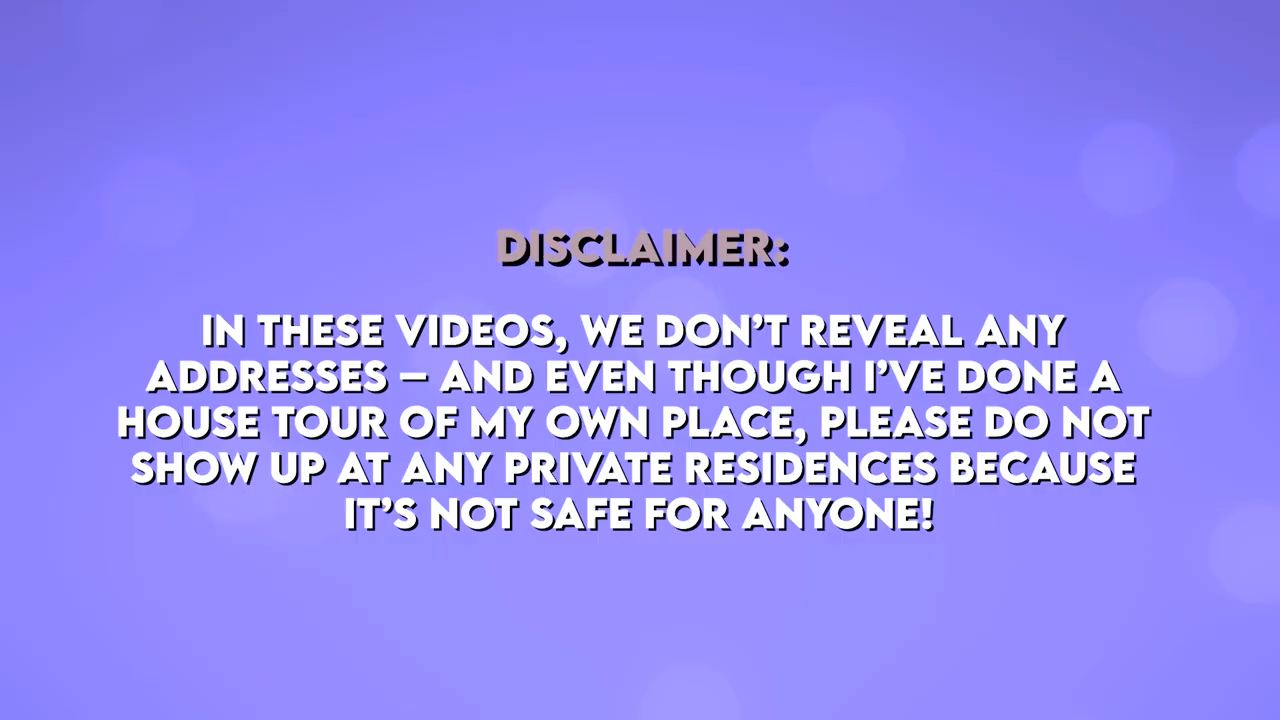 DISCLAIMER:
IN THESE VIDEOS, WE DON’T REVEAL ANY
ADDRESSES – AND EVEN THOUGH I’VE DONE A
HOUSE TOUR OF MY OWN PLACE, PLEASE DO NOT
SHOW UP AT ANY PRIVATE RESIDENCES BECAUSE
IT’S NOT SAFE FOR ANYONE!